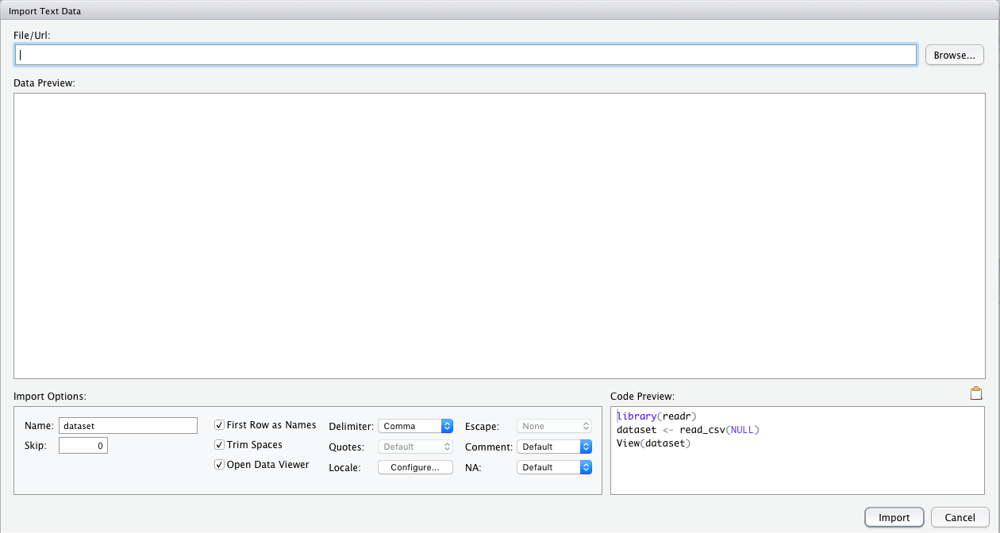 Import Text Data
File/Url:
Browse...
Data Preview:
Import Options:
Name: dataset
Skip: 0
First Row as Names
Trim Spaces
Open Data Viewer
Delimiter: Comma
Quotes: Default
Locale: Configure...
Escape: None
Comment: Default
NA: Default
Code Preview:
library(readr)
dataset <- read_csv(NULL)
View(dataset)
Import Cancel